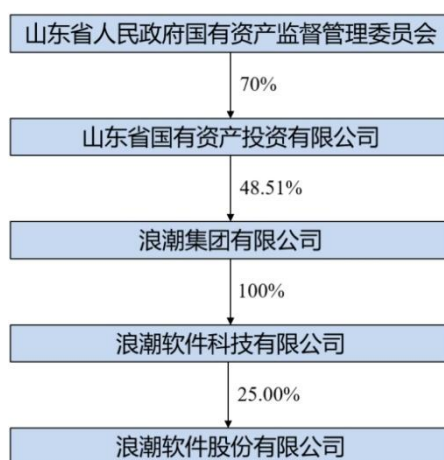 山东省人民政府国有资产监督管理委员会
70%
山东省国有资产投资有限公司
48.51%
浪潮集团有限公司
100%
浪潮软件科技有限公司
25.00%
浪潮软件股份有限公司